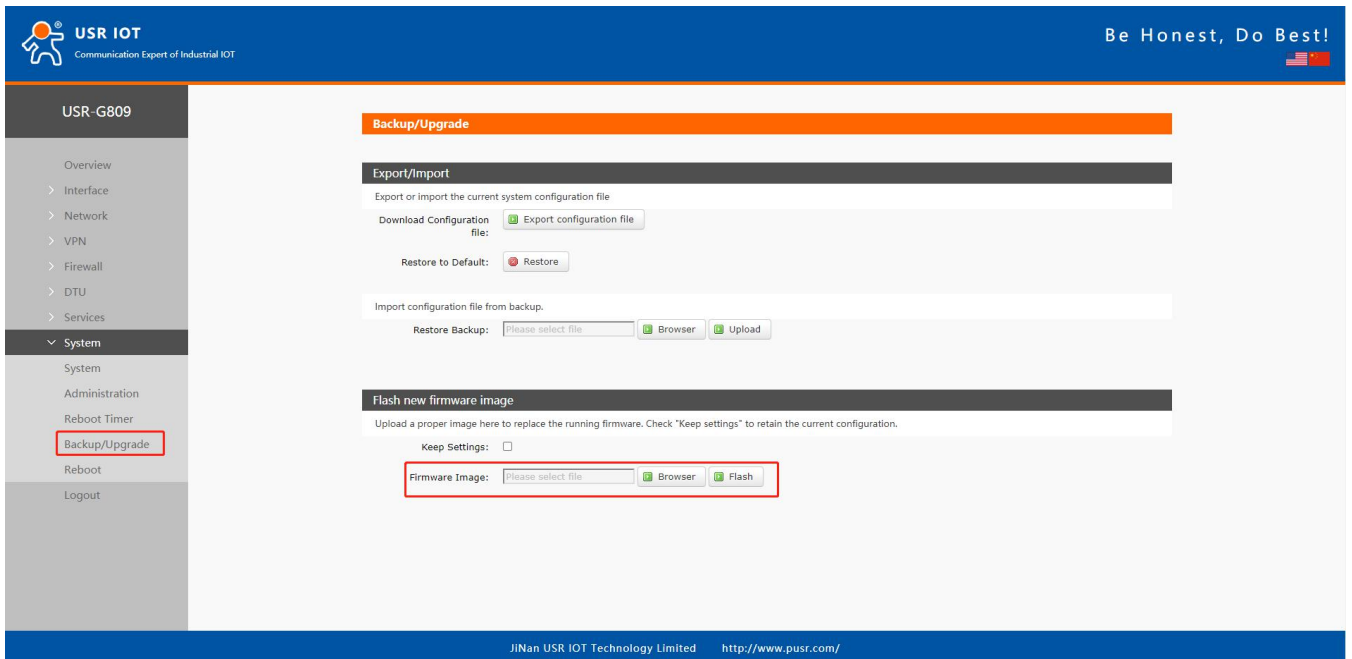 USR IOT
Communication Expert of Industrial IOT
Be Honest, Do Best!
USR-G809
Overview
Interface
Network
VPN
Firewall
DTU
Services
System
System
Administration
Reboot Timer
Backup/Upgrade
Reboot
Logout
Backup/Upgrade
Export/Import
Export or import the current system configuration file
Download Configuration file:
Export configuration file
Restore to Default:
Restore
Import configuration file from backup.
Restore Backup: Please select file Browser Upload
Flash new firmware image
Upload a proper image here to replace the running firmware. Check "Keep settings" to retain the current configuration.
Keep Settings:
Firmware Image: Please select file Browser Flash
JiNan USR IOT Technology Limited http://www.pusr.com/